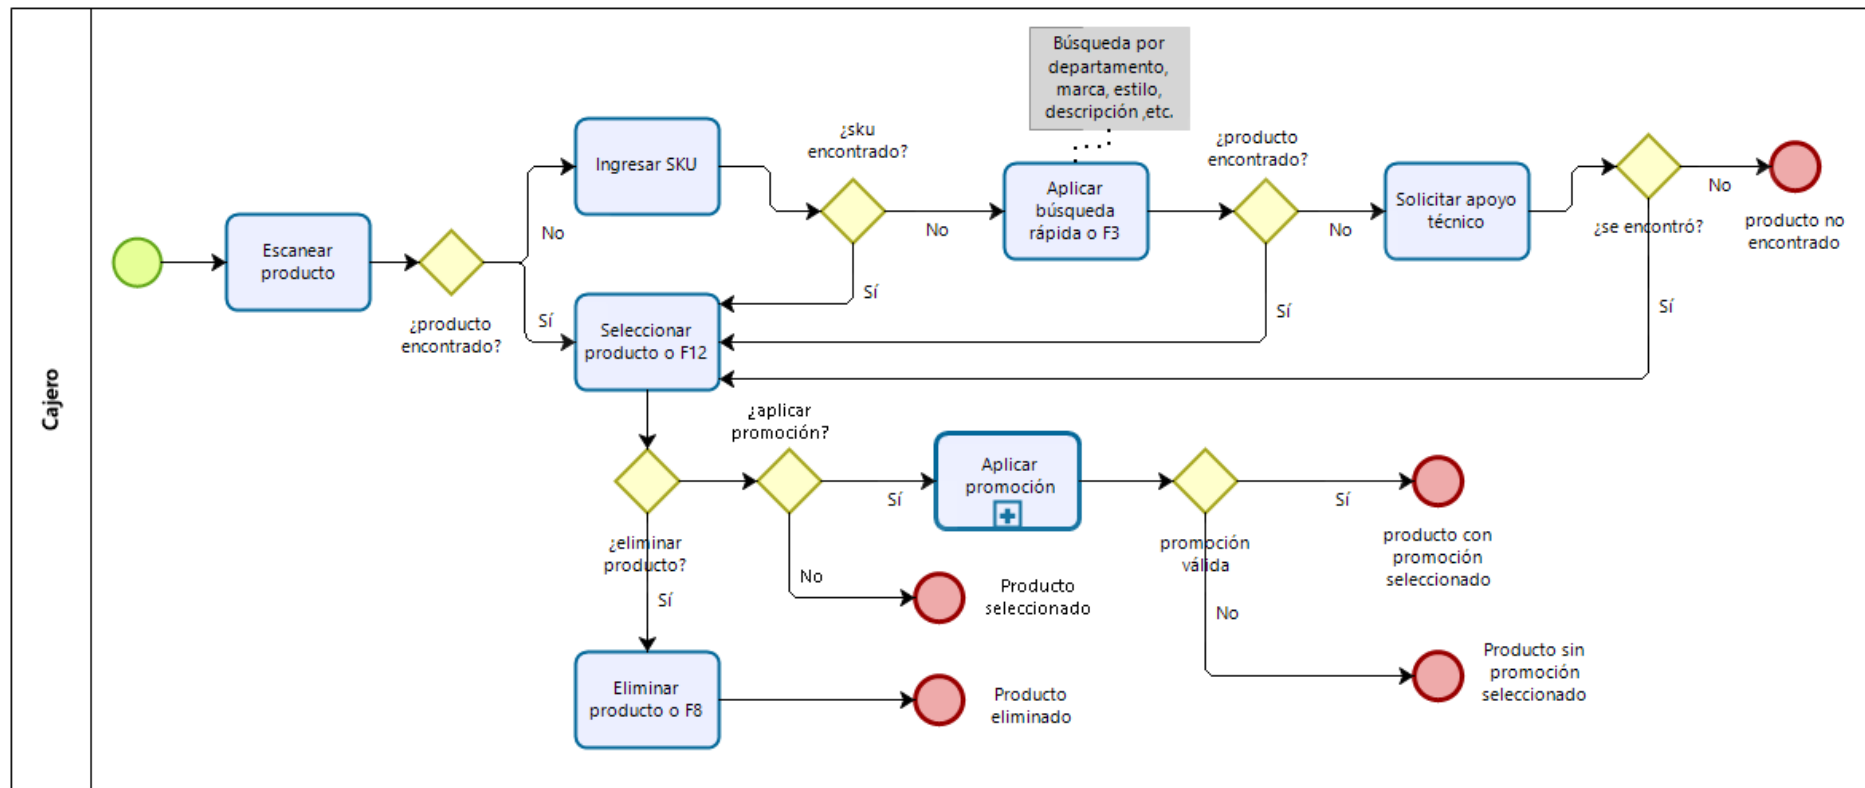 Cajero
Escanear
producto
¿producto
encontrado?
No
Sí
Ingresar SKU
¿sku
encontrado?
No
Sí
Búsqueda por
departamento,
marca, estilo,
descripción ,etc.
Aplicar
búsqueda
rápida o F3
¿producto
encontrado?
No
Sí
Solicitar apoyo
técnico
¿se encontró?
No
Sí
producto no
encontrado
Seleccionar
producto o F12
¿eliminar
producto?
Sí
¿aplicar
promoción?
Sí
No
Aplicar
promoción
promoción
válida
Sí
No
producto con
promoción
seleccionado
Producto
seleccionado
Producto sin
promoción
seleccionado
Eliminar
producto o F8
Producto
eliminado